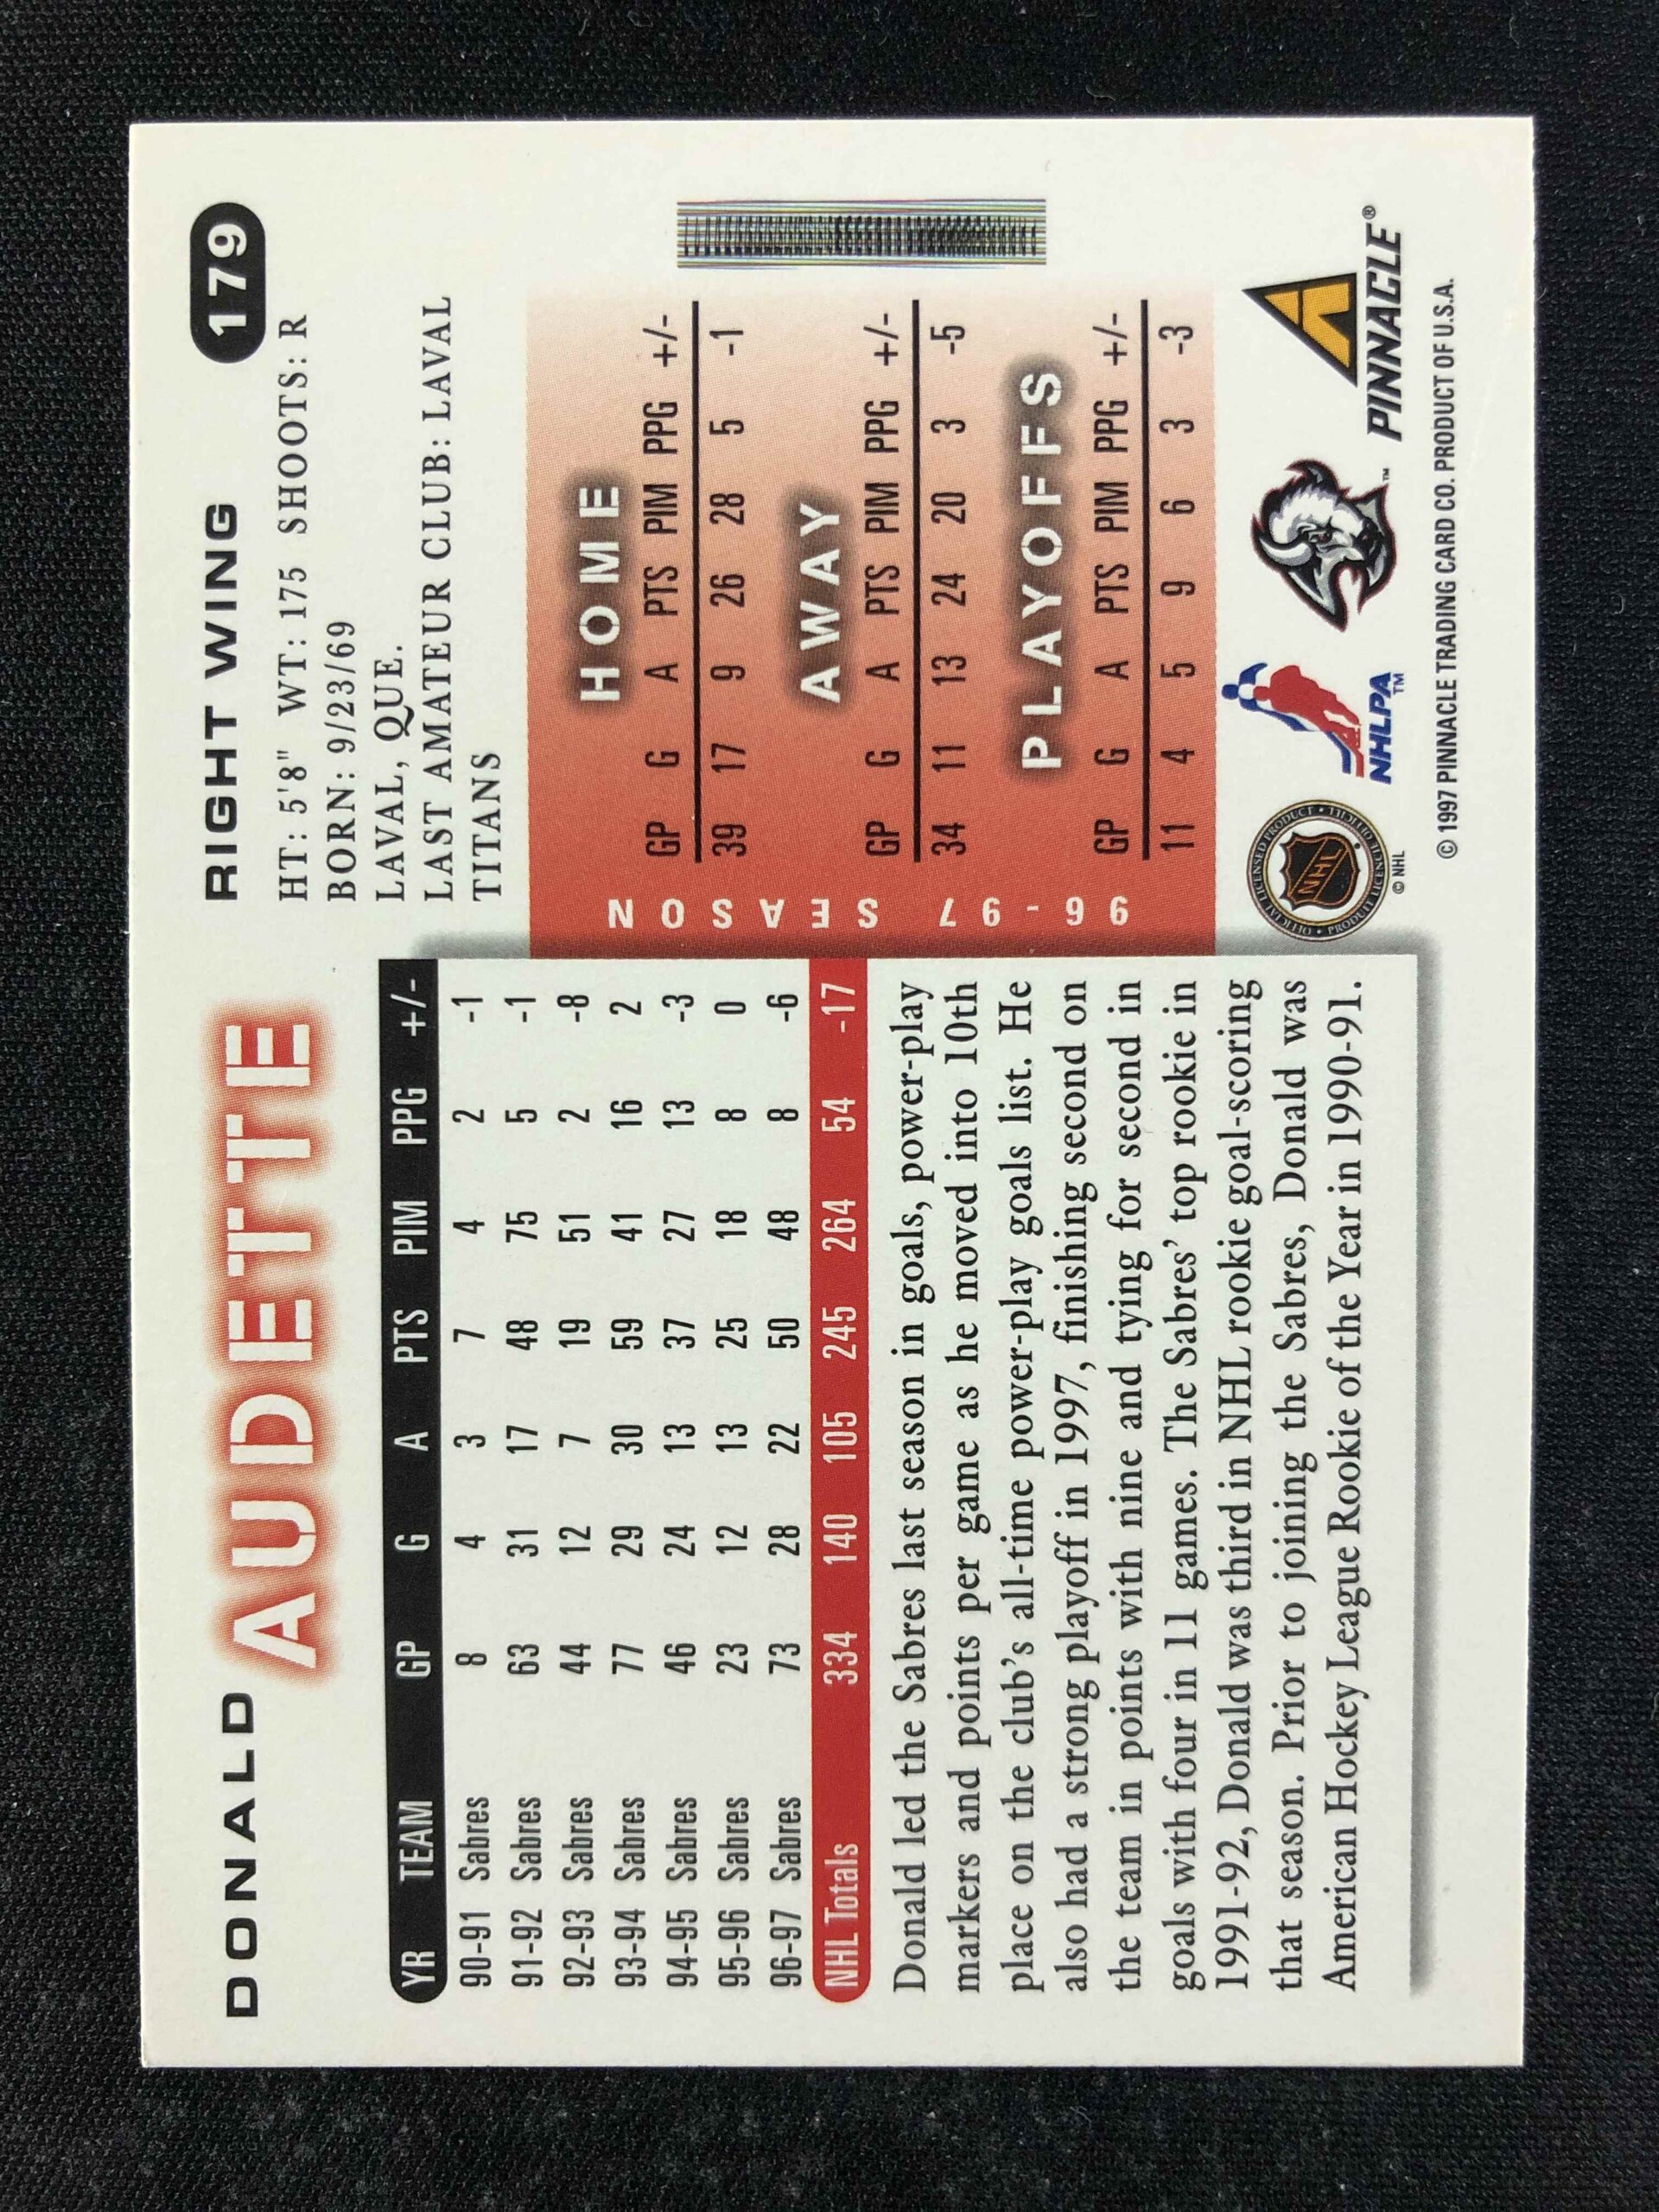 DONALD AUDETTE
RIGHT WING 179
HT: 5'8" WT: 175 SHOOTS: R
BORN: 9/23/69
LAVAL, QUE.
LAST AMATEUR CLUB: LAVAL
TITANS
YR TEAM GP G A PTS PIM PPG +/-
90-91 Sabres 8 4 3 7 4 2 -1
91-92 Sabres 63 31 17 48 75 5 -1
92-93 Sabres 44 12 7 19 51 2 -8
93-94 Sabres 77 29 30 59 41 16 2
94-95 Sabres 46 24 13 37 27 13 -3
95-96 Sabres 23 12 13 25 18 8 0
96-97 Sabres 73 28 22 50 48 8 -6
NHL Totals 334 140 105 245 264 54 -17
Donald led the Sabres last season in goals, power-play
markers and points per game as he moved into 10th
place on the club's all-time power-play goals list. He
also had a strong playoff in 1997, finishing second on
the team in points with nine and tying for second in
goals with four in 11 games. The Sabres' top rookie in
1991-92, Donald was third in NHL rookie goal-scoring
that season. Prior to joining the Sabres, Donald was
American Hockey League Rookie of the Year in 1990-91.
96-97 SEASON
HOME
GP G A PTS PIM PPG +/-
39 17 9 26 28 5 -1
AWAY
GP G A PTS PIM PPG +/-
34 11 13 24 20 3 -5
PLAYOFFS
GP G A PTS PIM PPG +/-
11 4 5 9 6 3 -3
OFFICIAL LICENSED PRODUCT
NHL
© NHL
NHLPA™
™
PINNACLE®
© 1997 PINNACLE TRADING CARD CO. PRODUCT OF U.S.A.